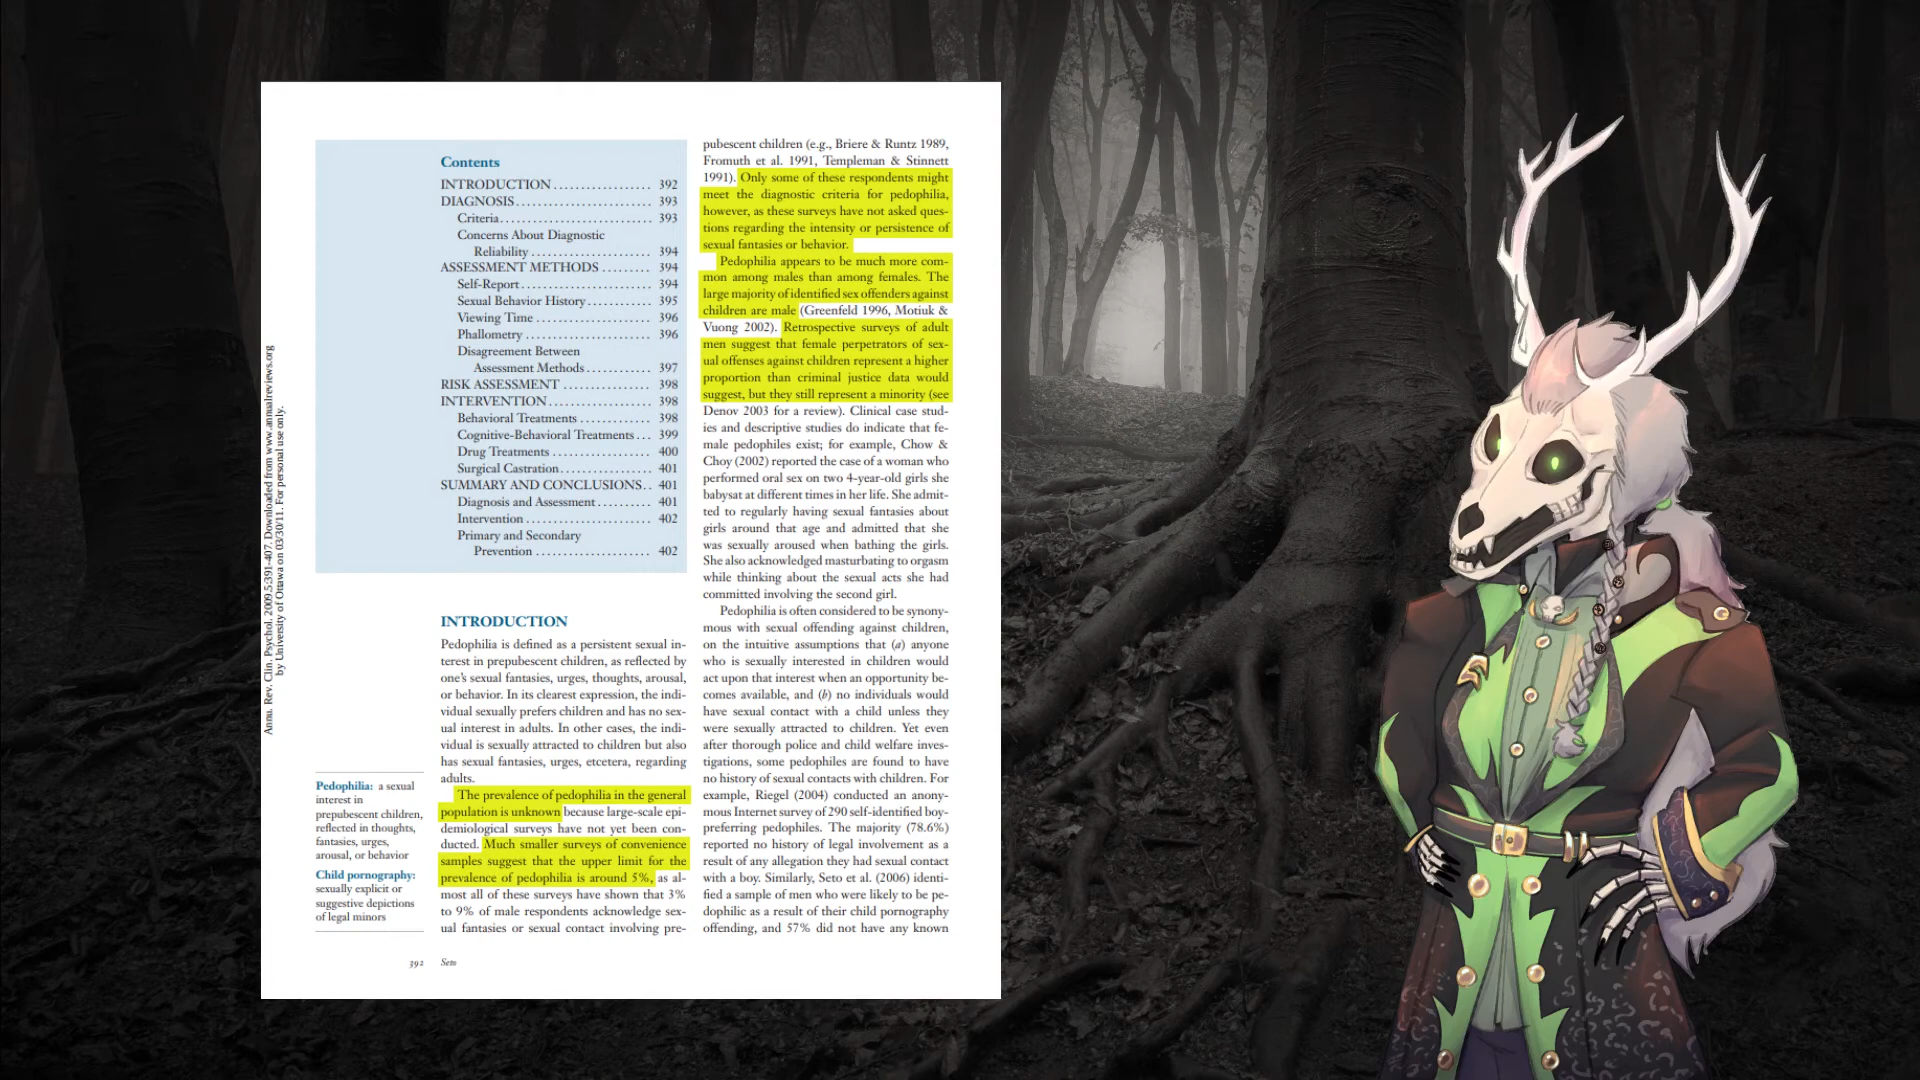 Annu. Rev. Clin. Psychol. 2009.5:391-407. Downloaded from www.annualreviews.org
by University of Ottawa on 03/30/11. For personal use only.
Contents
INTRODUCTION .................. 392
DIAGNOSIS......................... 393
Criteria............................ 393
Concerns About Diagnostic
Reliability ...................... 394
ASSESSMENT METHODS ......... 394
Self-Report......................... 394
Sexual Behavior History........... 395
Viewing Time ...................... 396
Phallometry ........................ 396
Disagreement Between
Assessment Methods............ 397
RISK ASSESSMENT ................ 398
INTERVENTION................... 398
Behavioral Treatments ............ 398
Cognitive-Behavioral Treatments ... 399
Drug Treatments ................... 400
Surgical Castration................. 401
SUMMARY AND CONCLUSIONS.. 401
Diagnosis and Assessment......... 401
Intervention ....................... 402
Primary and Secondary
Prevention ...................... 402
INTRODUCTION
Pedophilia is defined as a persistent sexual in-
terest in prepubescent children, as reflected by
one's sexual fantasies, urges, thoughts, arousal,
or behavior. In its clearest expression, the indi-
vidual sexually prefers children and has no sex-
ual interest in adults. In other cases, the indi-
vidual is sexually attracted to children but also
has sexual fantasies, urges, etcetera, regarding
adults.
The prevalence of pedophilia in the general
population is unknown because large-scale epi-
demiological surveys have not yet been con-
ducted. Much smaller surveys of convenience
samples suggest that the upper limit for the
prevalence of pedophilia is around 5%, as al-
most all of these surveys have shown that 3%
to 9% of male respondents acknowledge sex-
ual fantasies or sexual contact involving pre-
Pedophilia: a sexual
interest in
prepubescent children,
reflected in thoughts,
fantasies, urges,
arousal, or behavior
Child pornography:
sexually explicit or
suggestive depictions
of legal minors
pubescent children (e.g., Briere & Runtz 1989,
Fromuth et al. 1991, Templeman & Stinnett
1991). Only some of these respondents might
meet the diagnostic criteria for pedophilia,
however, as these surveys have not asked ques-
tions regarding the intensity or persistence of
sexual fantasies or behavior.
Pedophilia appears to be much more com-
mon among males than among females. The
large majority of identified sex offenders against
children are male (Greenfeld 1996, Motiuk &
Vuong 2002). Retrospective surveys of adult
men suggest that female perpetrators of sex-
ual offenses against children represent a higher
proportion than criminal justice data would
suggest, but they still represent a minority (see
Denov 2003 for a review). Clinical case stud-
ies and descriptive studies do indicate that fe-
male pedophiles exist; for example, Chow &
Choy (2002) reported the case of a woman who
performed oral sex on two 4-year-old girls she
babysat at different times in her life. She admit-
ted to regularly having sexual fantasies about
girls around that age and admitted that she
was sexually aroused when bathing the girls.
She also acknowledged masturbating to orgasm
while thinking about the sexual acts she had
committed involving the second girl.
Pedophilia is often considered to be synony-
mous with sexual offending against children,
on the intuitive assumptions that (a) anyone
who is sexually interested in children would
act upon that interest when an opportunity be-
comes available, and (b) no individuals would
have sexual contact with a child unless they
were sexually attracted to children. Yet even
after thorough police and child welfare inves-
tigations, some pedophiles are found to have
no history of sexual contacts with children. For
example, Riegel (2004) conducted an anony-
mous Internet survey of 290 self-identified boy-
preferring pedophiles. The majority (78.6%)
reported no history of legal involvement as a
result of any allegation they had sexual contact
with a boy. Similarly, Seto et al. (2006) identi-
fied a sample of men who were likely to be pe-
dophilic as a result of their child pornography
offending, and 57% did not have any known
392 Seto